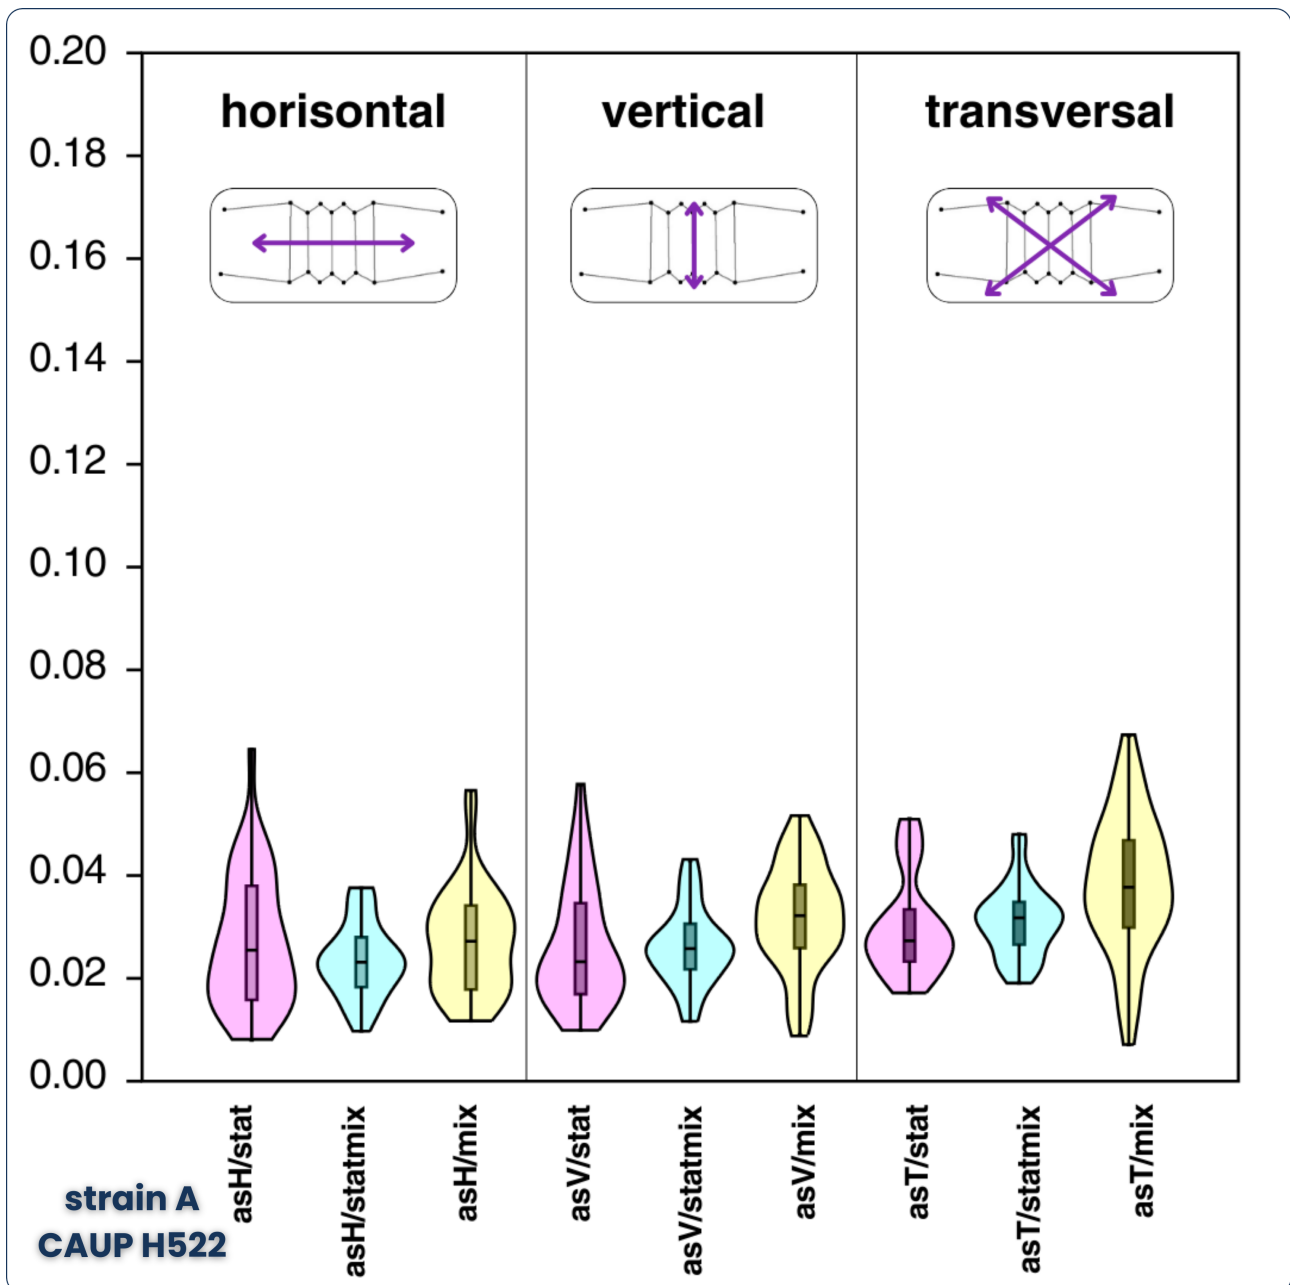 0.20
0.18
0.16
0.14
0.12
0.10
0.08
0.06
0.04
0.02
0.00
horisontal
vertical
transversal
asH/stat
asH/statmix
asH/mix
asV/stat
asV/statmix
asV/mix
asT/stat
asT/statmix
asT/mix
strain A
CAUP H522